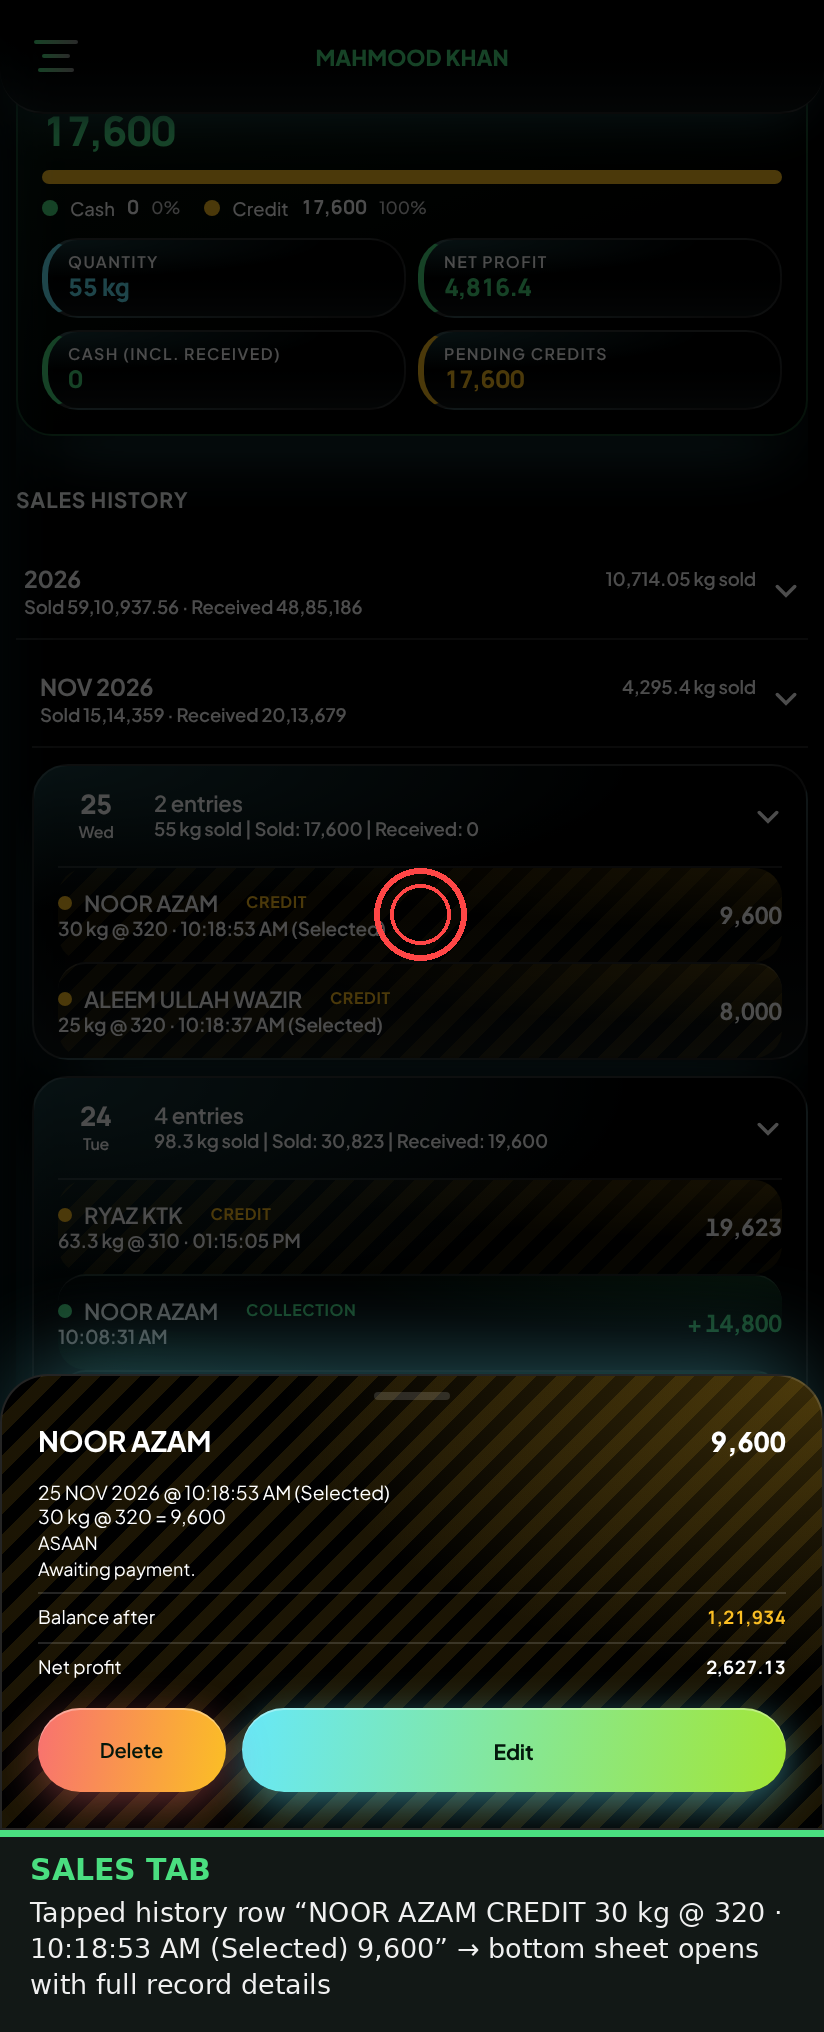 MAHMOOD KHAN
17,600
Cash 0 0% Credit 17,600 100%
QUANTITY
55 kg
NET PROFIT
4,816.4
CASH (INCL. RECEIVED)
0
PENDING CREDITS
17,600
SALES HISTORY
2026
10,714.05 kg sold
Sold 59,10,937.56 · Received 48,85,186
NOV 2026
4,295.4 kg sold
Sold 15,14,359 · Received 20,13,679
25 2 entries
Wed 55 kg sold | Sold: 17,600 | Received: 0
NOOR AZAM CREDIT
9,600
30 kg @ 320 · 10:18:53 AM (Selected)
ALEEM ULLAH WAZIR CREDIT
8,000
25 kg @ 320 · 10:18:37 AM (Selected)
24 4 entries
Tue 98.3 kg sold | Sold: 30,823 | Received: 19,600
RYAZ KTK CREDIT
19,623
63.3 kg @ 310 · 01:15:05 PM
NOOR AZAM COLLECTION
+ 14,800
10:08:31 AM
NOOR AZAM 9,600
25 NOV 2026 @ 10:18:53 AM (Selected)
30 kg @ 320 = 9,600
ASAAN
Awaiting payment.
Balance after 1,21,934
Net profit 2,627.13
Delete Edit
SALES TAB
Tapped history row “NOOR AZAM CREDIT 30 kg @ 320 ·
10:18:53 AM (Selected) 9,600” → bottom sheet opens
with full record details